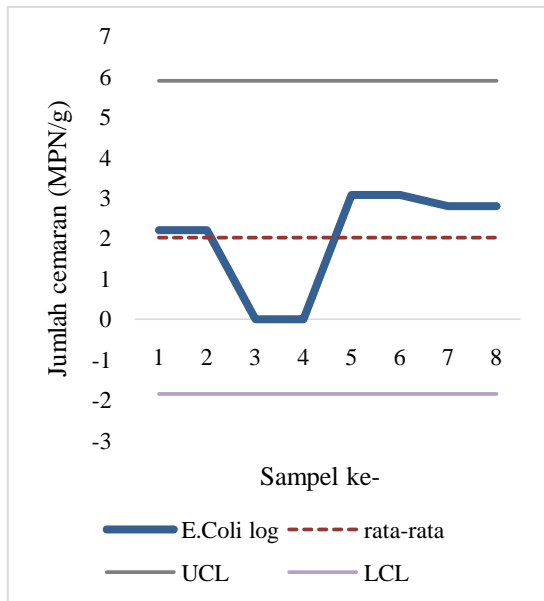 Jumlah cemaran (MPN/g)
7
6
5
4
3
2
1
0
-1
-2
-3
1 2 3 4 5 6 7 8
Sampel ke-
E.Coli log
rata-rata
UCL
LCL